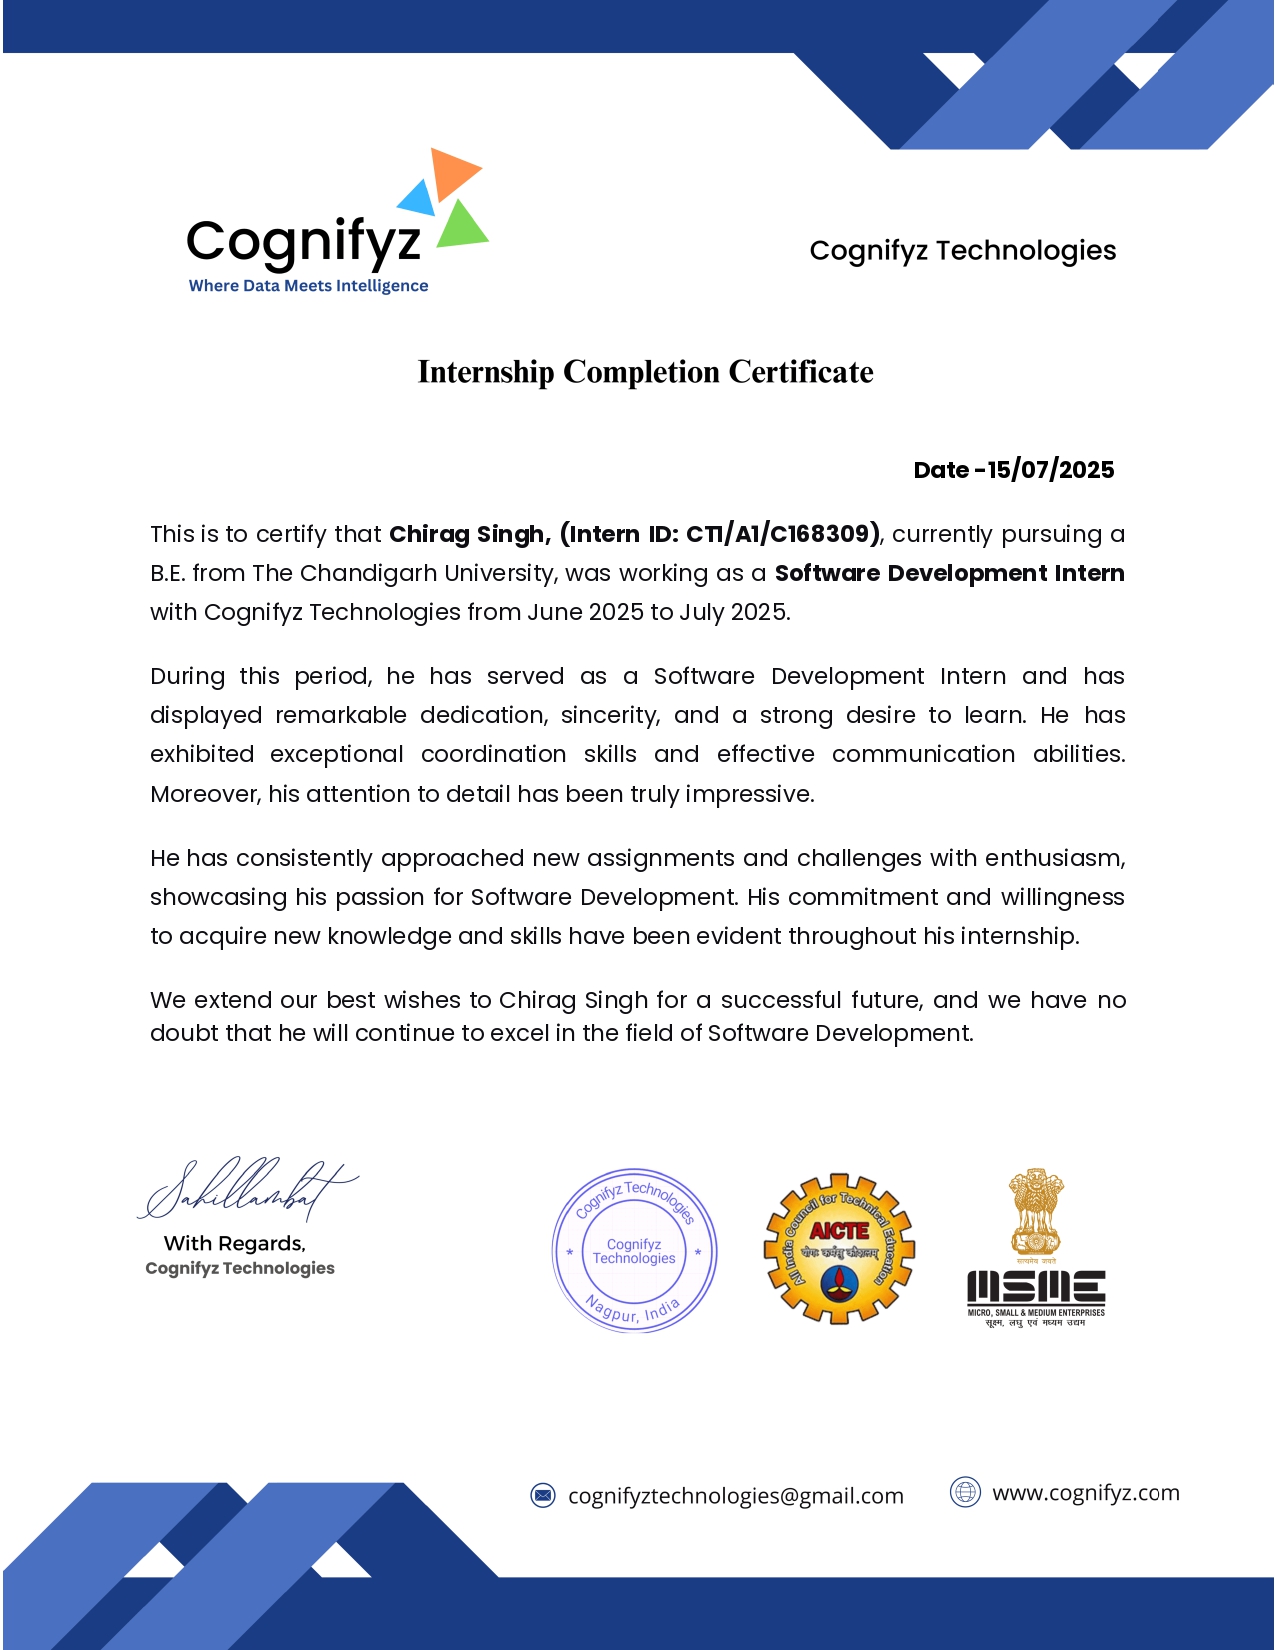 Cognifyz
Where Data Meets Intelligence
Cognifyz Technologies
Internship Completion Certificate
Date -15/07/2025
This is to certify that Chirag Singh, (Intern ID: CTI/A1/C168309), currently pursuing a
B.E. from The Chandigarh University, was working as a Software Development Intern
with Cognifyz Technologies from June 2025 to July 2025.
During this period, he has served as a Software Development Intern and has
displayed remarkable dedication, sincerity, and a strong desire to learn. He has
exhibited exceptional coordination skills and effective communication abilities.
Moreover, his attention to detail has been truly impressive.
He has consistently approached new assignments and challenges with enthusiasm,
showcasing his passion for Software Development. His commitment and willingness
to acquire new knowledge and skills have been evident throughout his internship.
We extend our best wishes to Chirag Singh for a successful future, and we have no
doubt that he will continue to excel in the field of Software Development.
Sahillambat
With Regards,
Cognifyz Technologies
Cognifyz Technologies
Cognifyz
Technologies
* *
Nagpur, India
All India Council for Technical Education
AICTE
योगः कर्मसु कौशलम्
सत्यमेव जयते
MSME
MICRO, SMALL & MEDIUM ENTERPRISES
सूक्ष्म, लघु एवं मध्यम उद्यम
cognifyztechnologies@gmail.com
www.cognifyz.com